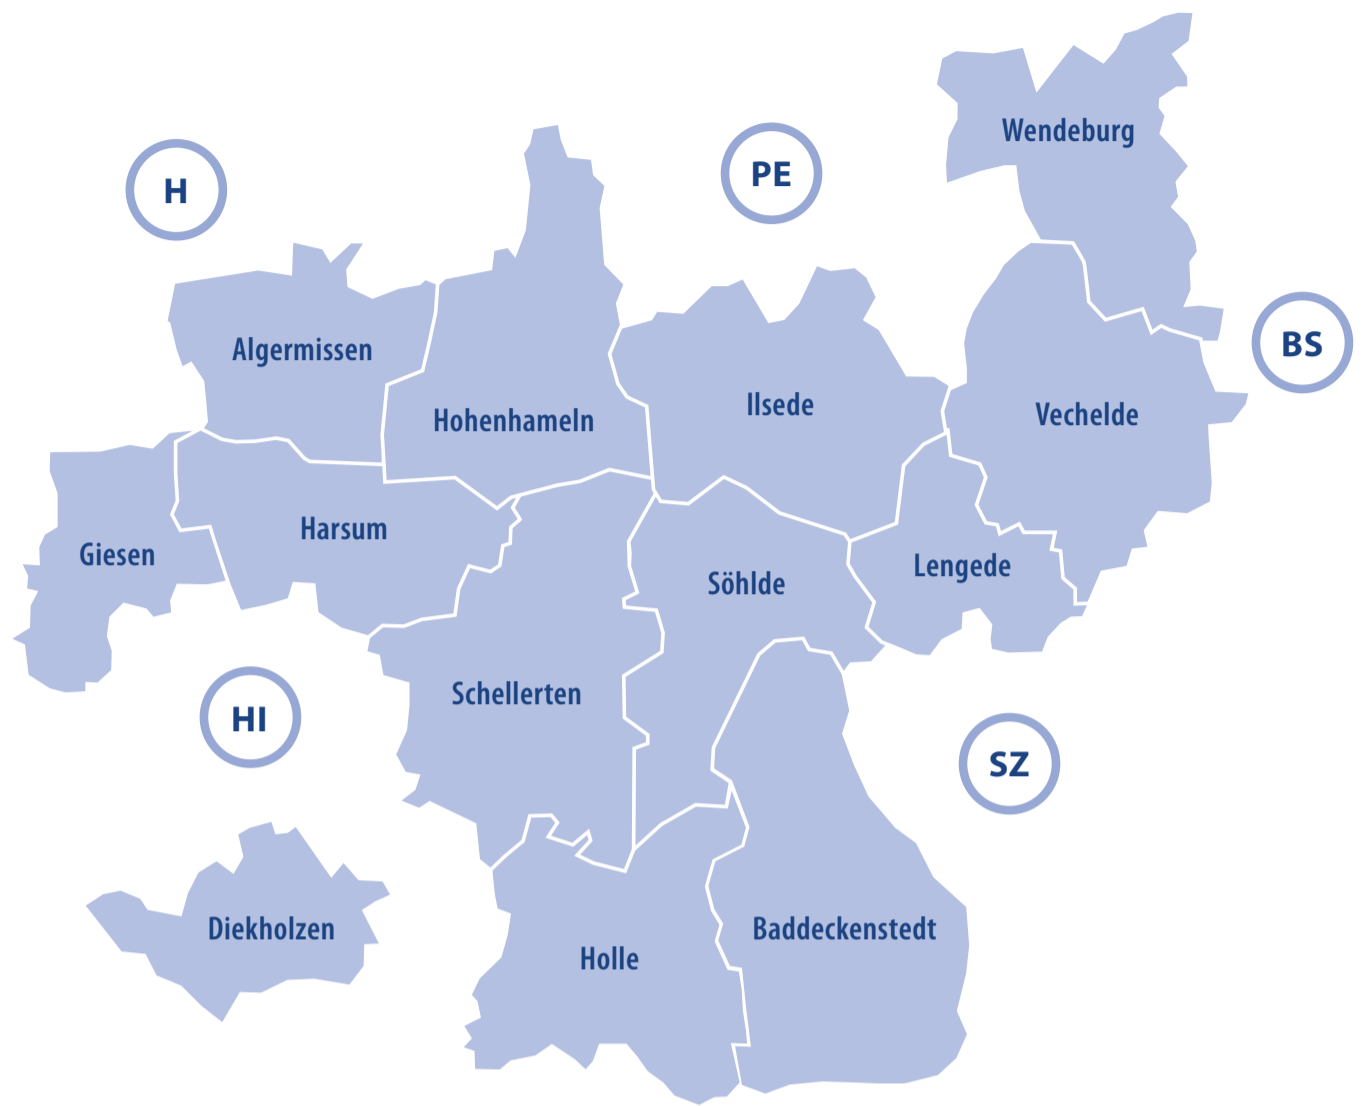 Wendeburg
PE
H
BS
Algermissen
Ilsede
Vechelde
Hohenhameln
Harsum
Giesen
Lengede
Söhlde
Schellerten
HI
SZ
Diekholzen
Baddeckenstedt
Holle